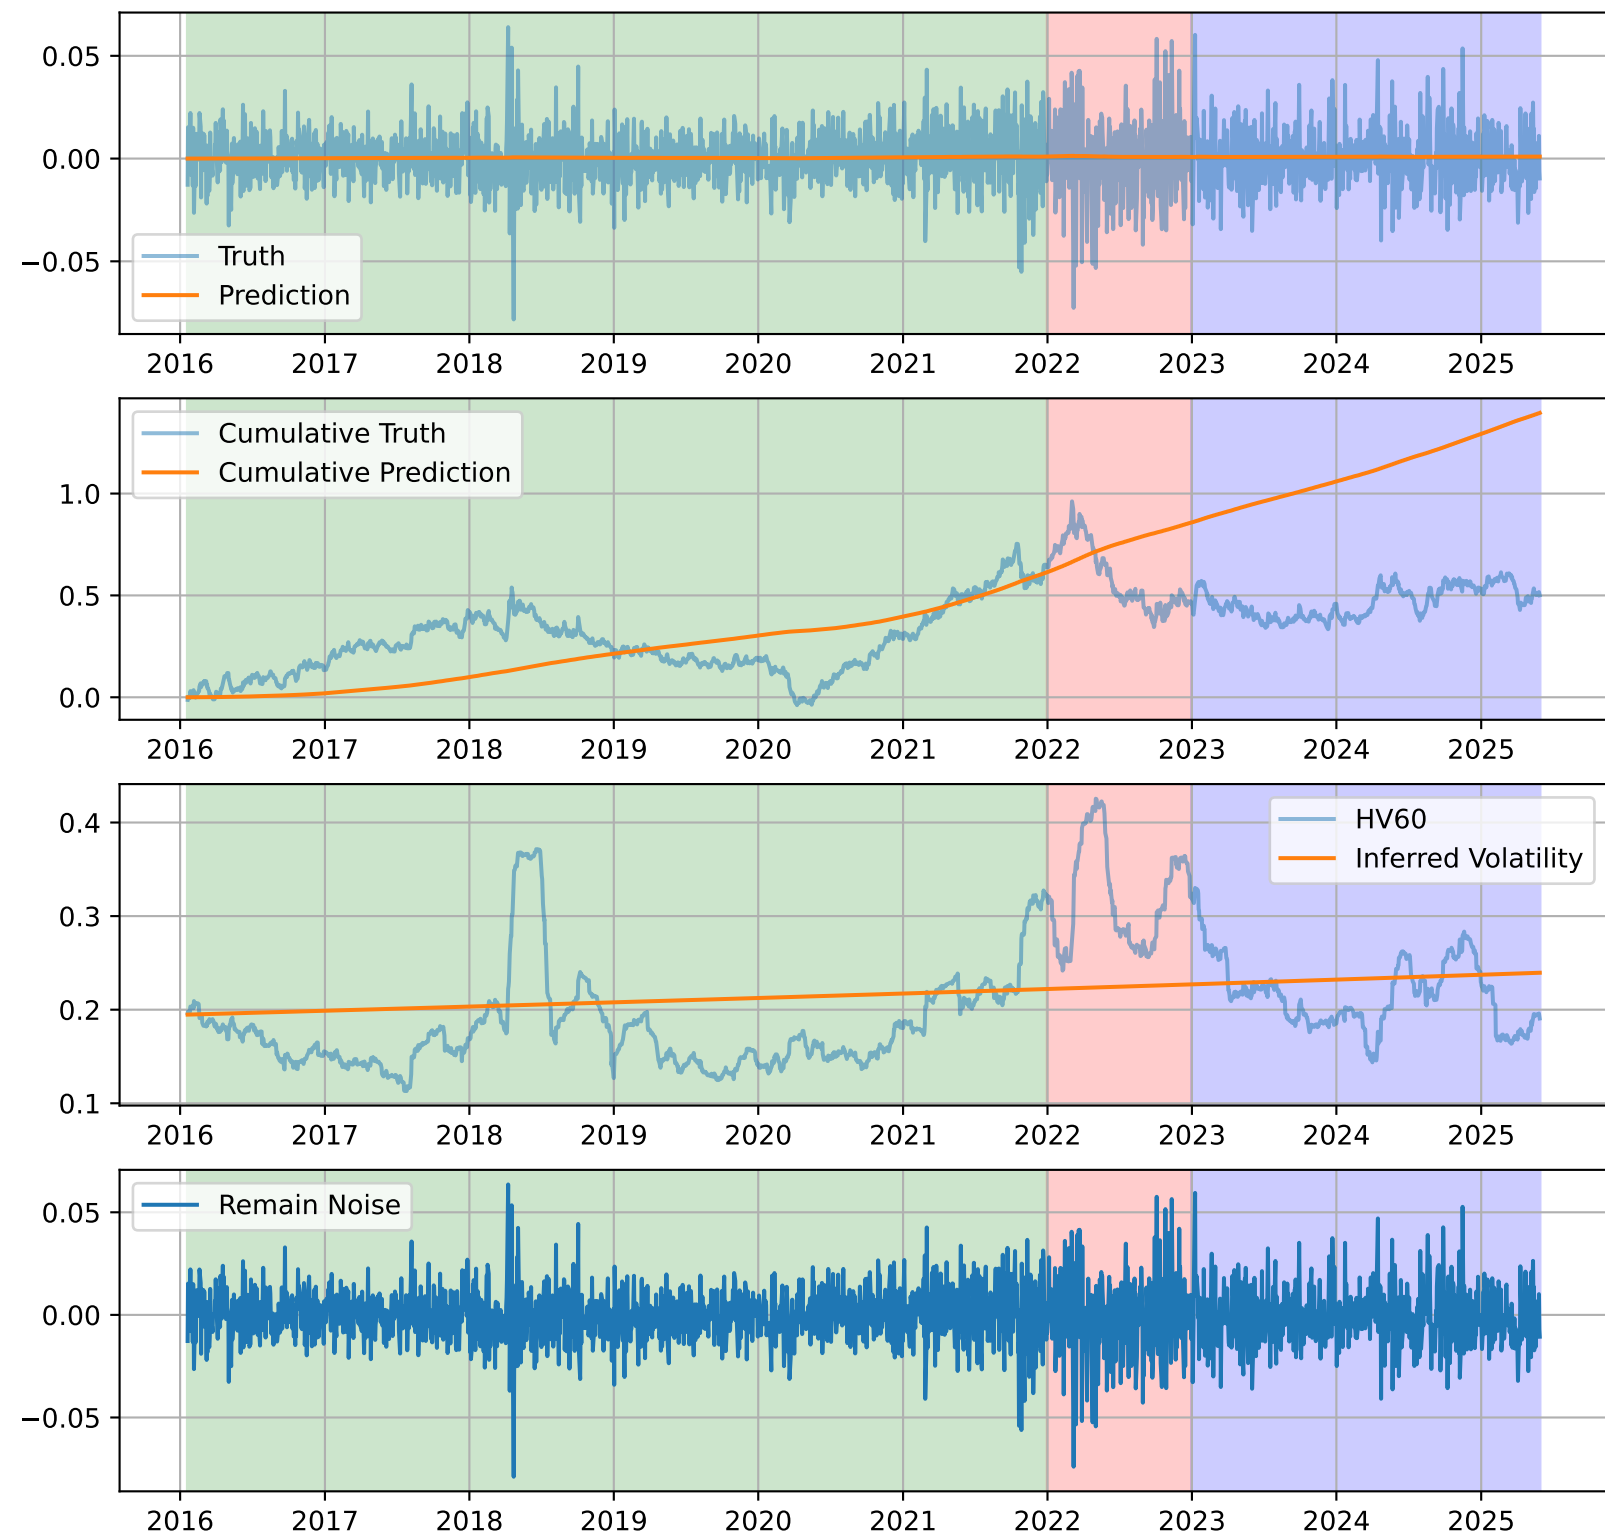 0.05
0.00
−0.05
Truth
Prediction
2016 2017 2018 2019 2020 2021 2022 2023 2024 2025
1.0
0.5
0.0
Cumulative Truth
Cumulative Prediction
2016 2017 2018 2019 2020 2021 2022 2023 2024 2025
0.4
0.3
0.2
0.1
HV60
Inferred Volatility
2016 2017 2018 2019 2020 2021 2022 2023 2024 2025
Remain Noise
0.05
0.00
−0.05
2016 2017 2018 2019 2020 2021 2022 2023 2024 2025